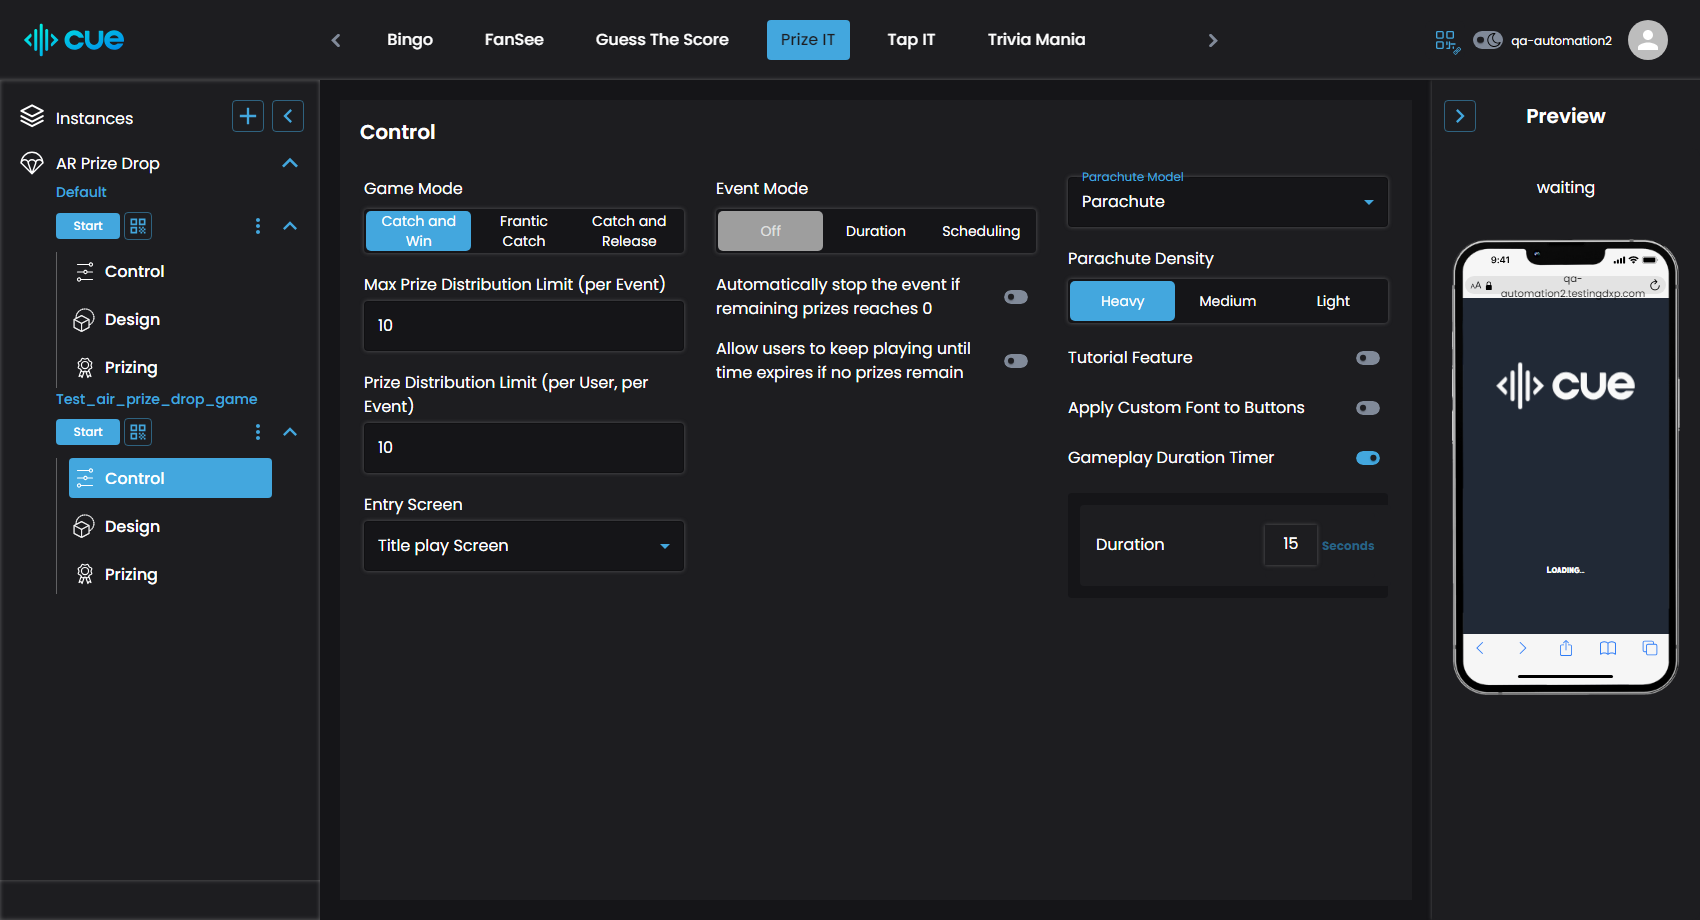 cue
Bingo
FanSee
Guess The Score
Prize IT
Tap IT
Trivia Mania
qa-automation2
Instances
AR Prize Drop
Default
Start
Control
Design
Prizing
Test_air_prize_drop_game
Start
Control
Design
Prizing
Control
Game Mode
Catch and
Win
Frantic
Catch
Catch and
Release
Max Prize Distribution Limit (per Event)
10
Prize Distribution Limit (per User, per
Event)
10
Entry Screen
Title play Screen
Event Mode
Off
Duration
Scheduling
Automatically stop the event if
remaining prizes reaches 0
Allow users to keep playing until
time expires if no prizes remain
Parachute Model
Parachute
Parachute Density
Heavy
Medium
Light
Tutorial Feature
Apply Custom Font to Buttons
Gameplay Duration Timer
Duration
15
Seconds
Preview
waiting
9:41
AA
qa-
automation2.testingdxp.com
cue
Loading...